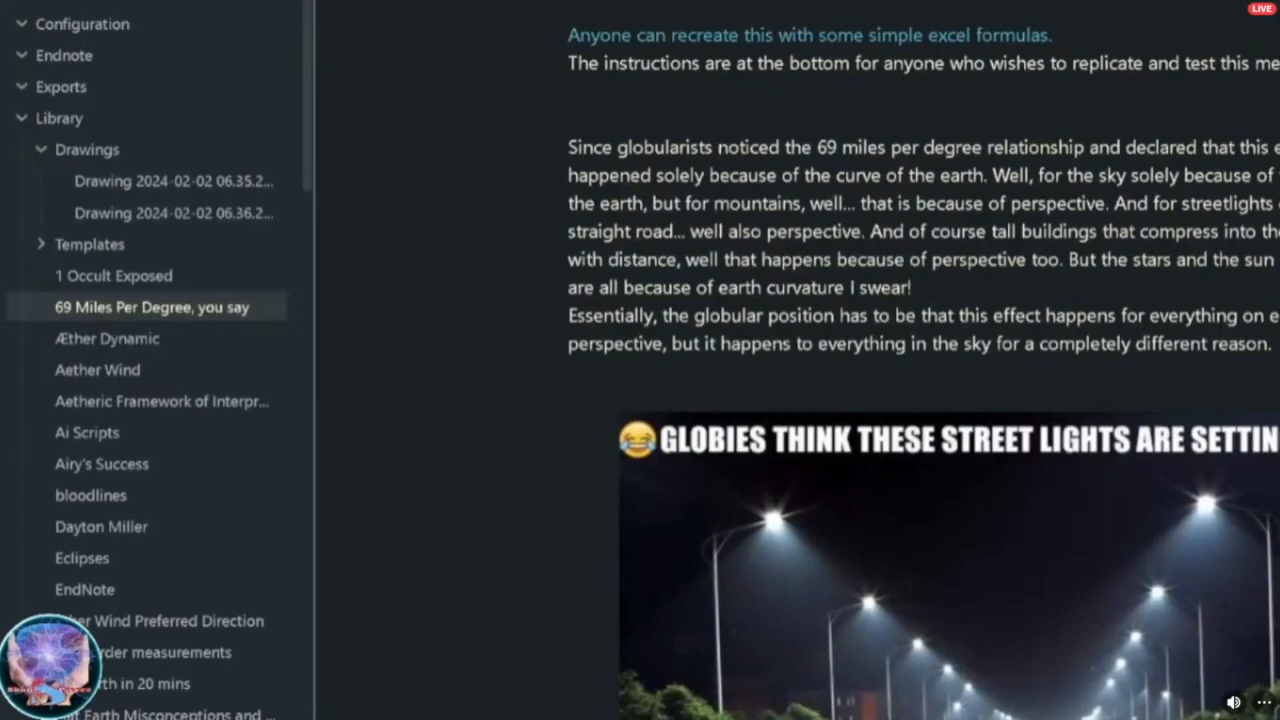 LIVE
Configuration
Endnote
Exports
Library
Drawings
Drawing 2024-02-02 06.35.2...
Drawing 2024-02-02 06.36.2...
Templates
1 Occult Exposed
69 Miles Per Degree, you say
Æther Dynamic
Aether Wind
Aetheric Framework of Interpr...
Ai Scripts
Airy's Success
bloodlines
Dayton Miller
Eclipses
EndNote
Wind Preferred Direction
measurements
in 20 mins
Earth Misconceptions and ...
Anyone can recreate this with some simple excel formulas.
The instructions are at the bottom for anyone who wishes to replicate and test this me
Since globularists noticed the 69 miles per degree relationship and declared that this e
happened solely because of the curve of the earth. Well, for the sky solely because of
the earth, but for mountains, well... that is because of perspective. And for streetlights
straight road... well also perspective. And of course tall buildings that compress into the
with distance, well that happens because of perspective too. But the stars and the sun
are all because of earth curvature I swear!
Essentially, the globular position has to be that this effect happens for everything on e
perspective, but it happens to everything in the sky for a completely different reason.
😂GLOBIES THINK THESE STREET LIGHTS ARE SETTIN